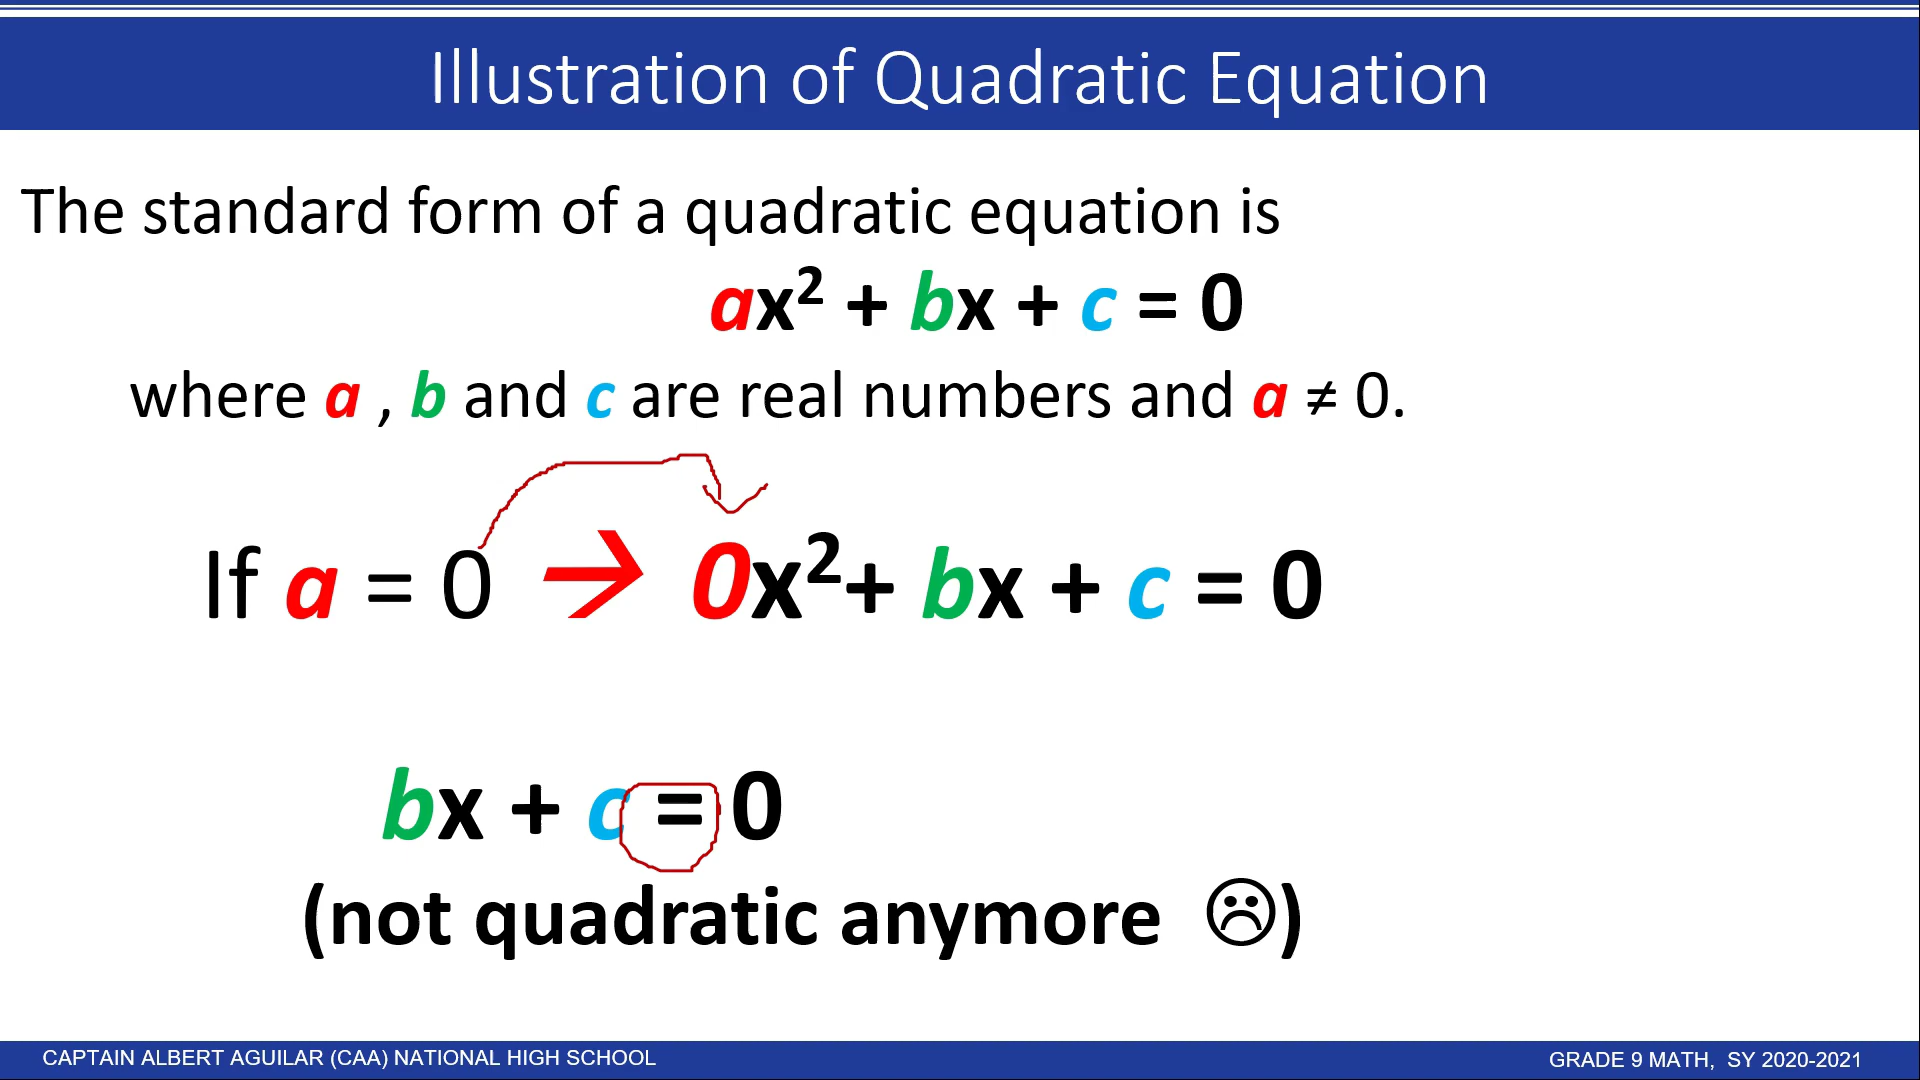 Illustration of Quadratic Equation
The standard form of a quadratic equation is
ax² + bx + c = 0
where a , b and c are real numbers and a ≠ 0.
If a = 0 → 0x²+ bx + c = 0
bx + c = 0
(not quadratic anymore ☹)
CAPTAIN ALBERT AGUILAR (CAA) NATIONAL HIGH SCHOOL
GRADE 9 MATH, SY 2020-2021